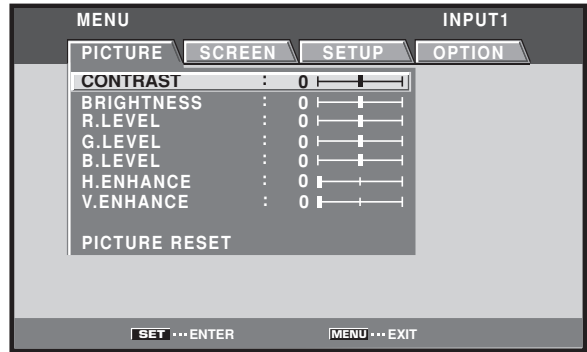 MENU INPUT1
PICTURE SCREEN SETUP OPTION
CONTRAST : 0
BRIGHTNESS : 0
R.LEVEL : 0
G.LEVEL : 0
B.LEVEL : 0
H.ENHANCE : 0
V.ENHANCE : 0
PICTURE RESET
SET ··· ENTER MENU ··· EXIT